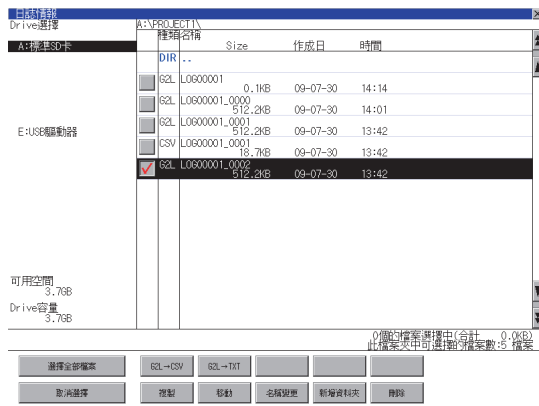 日誌情報
Drive選擇
A:\PROJECT1\
種類 名稱
Size 作成日 時間
A:標準SD卡
DIR ..
G2L LOG00001
0.1KB 09-07-30 14:14
G2L LOG00001_0000
512.2KB 09-07-30 14:01
G2L LOG00001_0001
512.2KB 09-07-30 13:42
E:USB驅動器
CSV LOG00001_0001
18.7KB 09-07-30 13:42
G2L LOG00001_0002
512.2KB 09-07-30 13:42
可用空間
3.7GB
Drive容量
3.7GB
0個的檔案選擇中(合計 0.0KB)
此檔案夾中可選擇的檔案數:5 檔案
選擇全部檔案 G2L→CSV G2L→TXT
取消選擇 複製 移動 名稱變更 新增資料夾 刪除